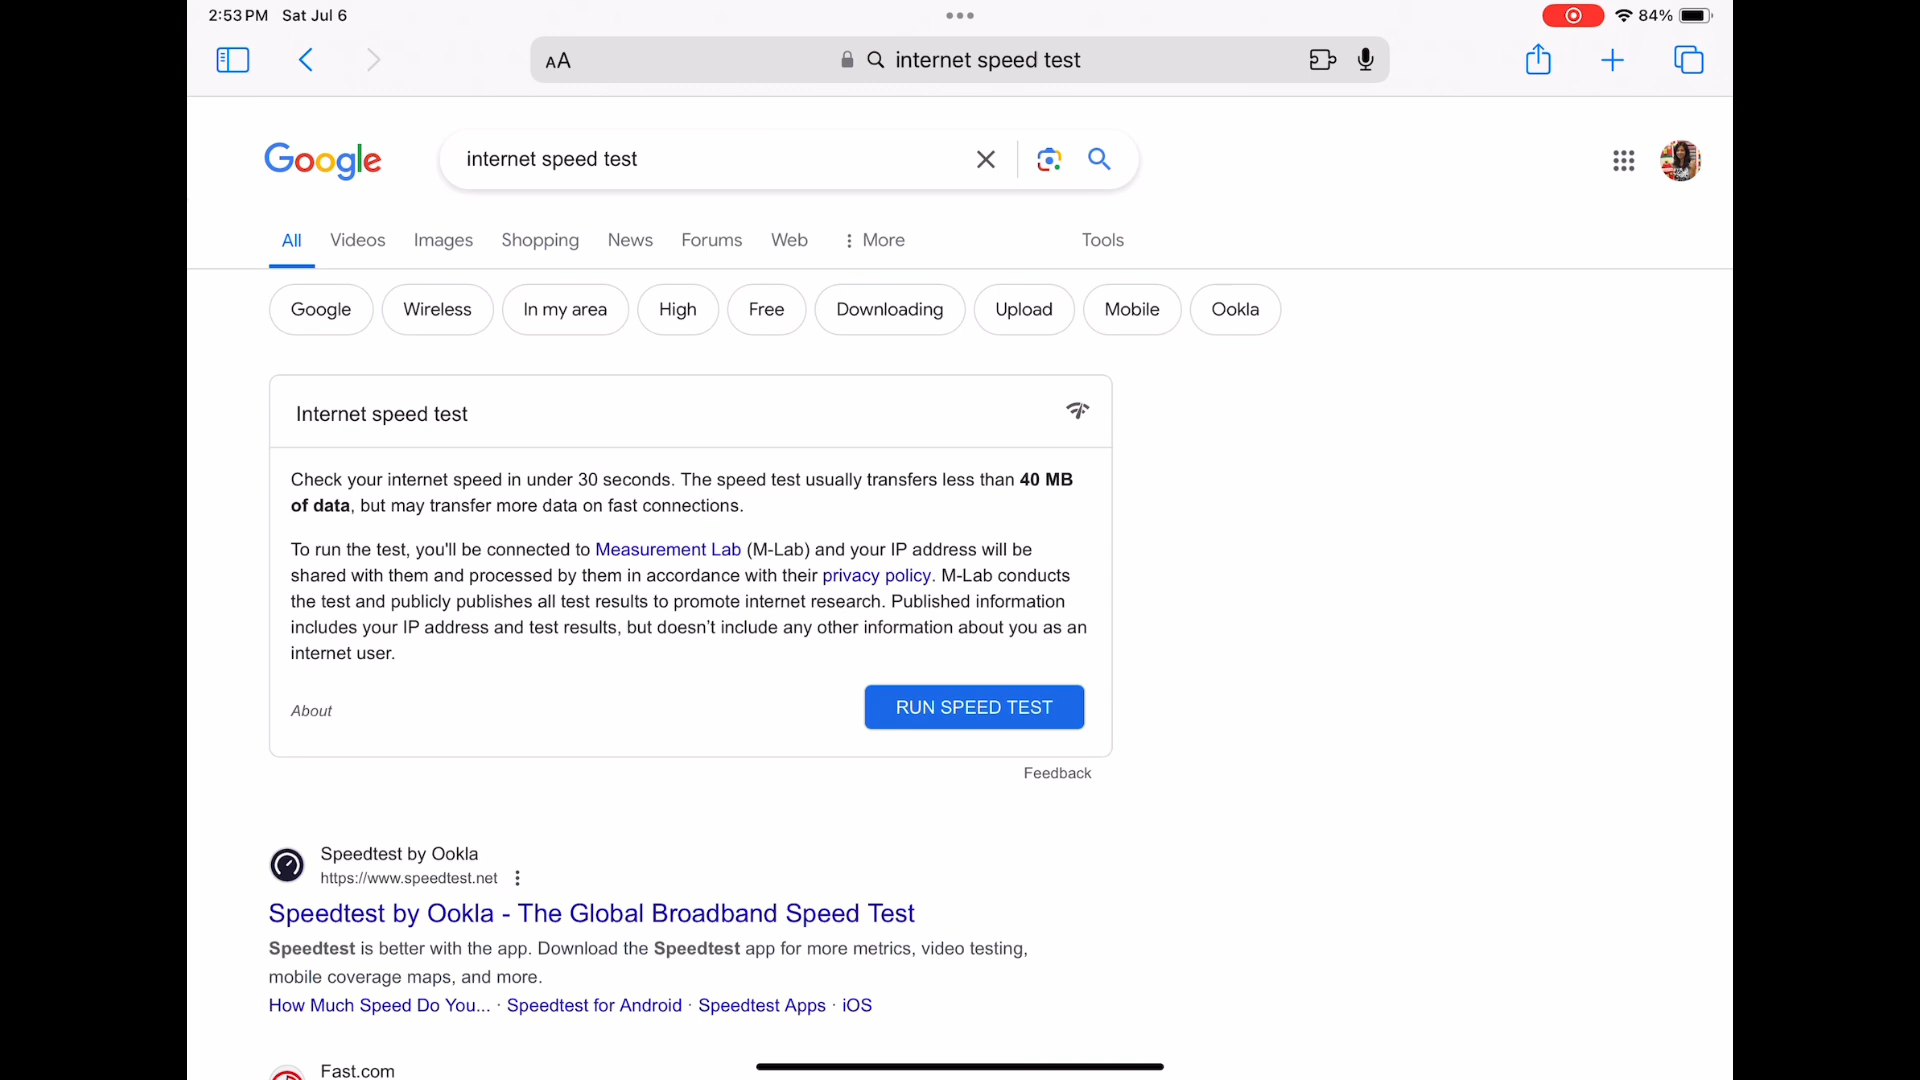 2:53 PM Sat Jul 6
84%
AA
internet speed test
Google
internet speed test
All Videos Images Shopping News Forums Web More Tools
Google Wireless In my area High Free Downloading Upload Mobile Ookla
Internet speed test
Check your internet speed in under 30 seconds. The speed test usually transfers less than 40 MB
of data, but may transfer more data on fast connections.
To run the test, you'll be connected to Measurement Lab (M-Lab) and your IP address will be
shared with them and processed by them in accordance with their privacy policy. M-Lab conducts
the test and publicly publishes all test results to promote internet research. Published information
includes your IP address and test results, but doesn’t include any other information about you as an
internet user.
About
RUN SPEED TEST
Feedback
Speedtest by Ookla
https://www.speedtest.net
Speedtest by Ookla - The Global Broadband Speed Test
Speedtest is better with the app. Download the Speedtest app for more metrics, video testing,
mobile coverage maps, and more.
How Much Speed Do You... · Speedtest for Android · Speedtest Apps · iOS
Fast.com